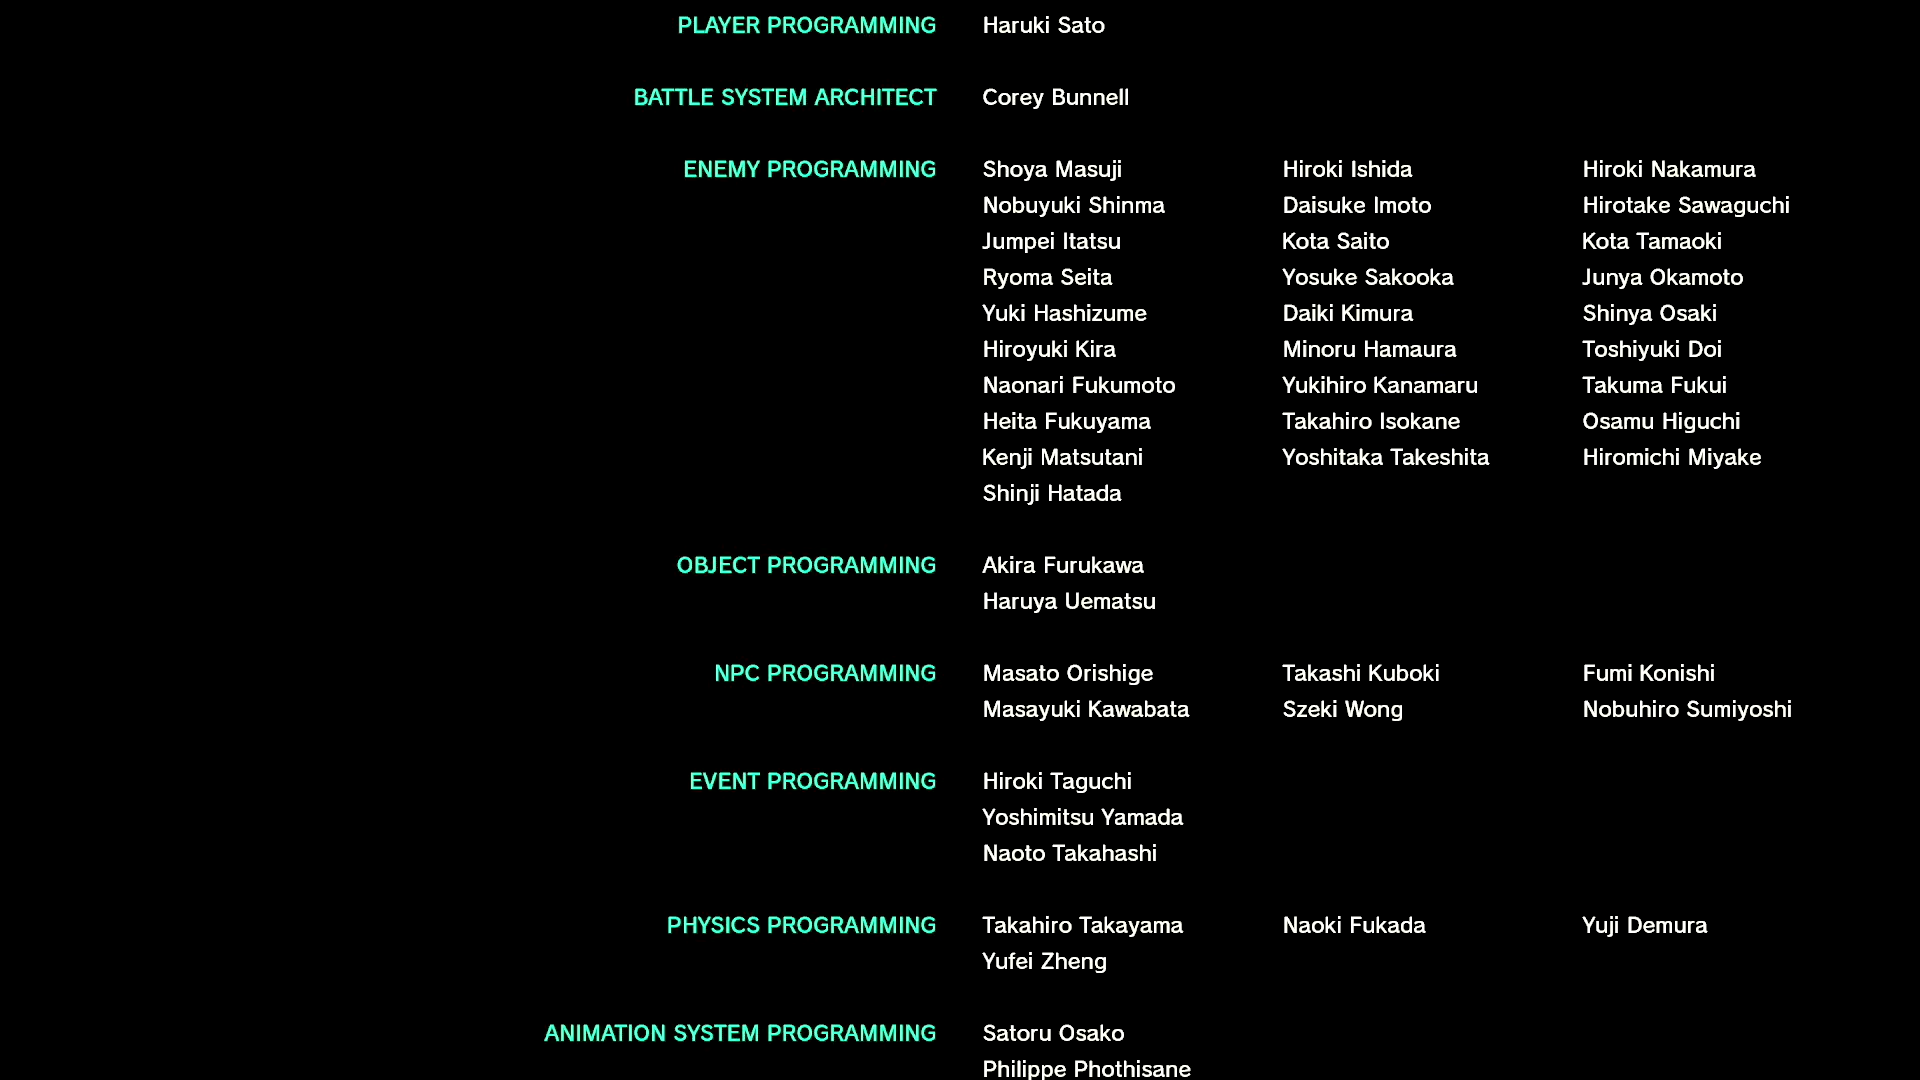 PLAYER PROGRAMMING Haruki Sato
BATTLE SYSTEM ARCHITECT Corey Bunnell
ENEMY PROGRAMMING Shoya Masuji Hiroki Ishida Hiroki Nakamura
Nobuyuki Shinma Daisuke Imoto Hirotake Sawaguchi
Jumpei Itatsu Kota Saito Kota Tamaoki
Ryoma Seita Yosuke Sakooka Junya Okamoto
Yuki Hashizume Daiki Kimura Shinya Osaki
Hiroyuki Kira Minoru Hamaura Toshiyuki Doi
Naonari Fukumoto Yukihiro Kanamaru Takuma Fukui
Heita Fukuyama Takahiro Isokane Osamu Higuchi
Kenji Matsutani Yoshitaka Takeshita Hiromichi Miyake
Shinji Hatada
OBJECT PROGRAMMING Akira Furukawa
Haruya Uematsu
NPC PROGRAMMING Masato Orishige Takashi Kuboki Fumi Konishi
Masayuki Kawabata Szeki Wong Nobuhiro Sumiyoshi
EVENT PROGRAMMING Hiroki Taguchi
Yoshimitsu Yamada
Naoto Takahashi
PHYSICS PROGRAMMING Takahiro Takayama Naoki Fukada Yuji Demura
Yufei Zheng
ANIMATION SYSTEM PROGRAMMING Satoru Osako
Philippe Phothisane